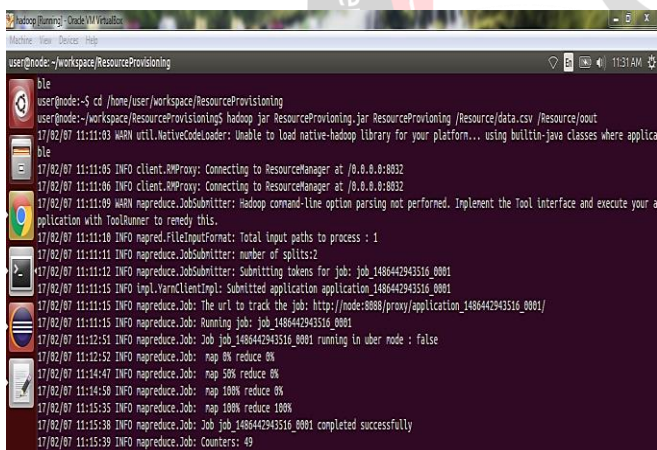 hadoop [Running] - Oracle VM VirtualBox
Machine View Devices Help
user@node: ~/workspace/ResourceProvisioning
En
11:31 AM
ble
user@node:~$ cd /home/user/workspace/ResourceProvisioning
user@node:~/workspace/ResourceProvisioning$ hadoop jar ResourceProvioning.jar ResourceProvioning /Resource/data.csv /Resource/oout
17/02/07 11:11:03 WARN util.NativeCodeLoader: Unable to load native-hadoop library for your platform... using builtin-java classes where applica
ble
17/02/07 11:11:05 INFO client.RMProxy: Connecting to ResourceManager at /0.0.0.0:8032
17/02/07 11:11:06 INFO client.RMProxy: Connecting to ResourceManager at /0.0.0.0:8032
17/02/07 11:11:09 WARN mapreduce.JobSubmitter: Hadoop command-line option parsing not performed. Implement the Tool interface and execute your a
pplication with ToolRunner to remedy this.
17/02/07 11:11:10 INFO mapred.FileInputFormat: Total input paths to process : 1
17/02/07 11:11:11 INFO mapreduce.JobSubmitter: number of splits:2
17/02/07 11:11:12 INFO mapreduce.JobSubmitter: Submitting tokens for job: job_1486442943516_0001
17/02/07 11:11:15 INFO impl.YarnClientImpl: Submitted application application_1486442943516_0001
17/02/07 11:11:15 INFO mapreduce.Job: The url to track the job: http://node:8088/proxy/application_1486442943516_0001/
17/02/07 11:11:15 INFO mapreduce.Job: Running job: job_1486442943516_0001
17/02/07 11:12:51 INFO mapreduce.Job: Job job_1486442943516_0001 running in uber mode : false
17/02/07 11:12:52 INFO mapreduce.Job: map 0% reduce 0%
17/02/07 11:14:47 INFO mapreduce.Job: map 50% reduce 0%
17/02/07 11:14:50 INFO mapreduce.Job: map 100% reduce 0%
17/02/07 11:15:35 INFO mapreduce.Job: map 100% reduce 100%
17/02/07 11:15:38 INFO mapreduce.Job: Job job_1486442943516_0001 completed successfully
17/02/07 11:15:39 INFO mapreduce.Job: Counters: 49